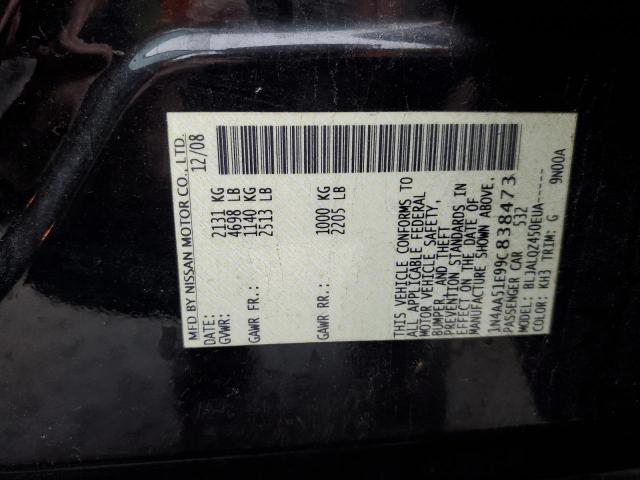 MFD BY NISSAN MOTOR CO., LTD.
DATE: 12/08
GVWR: 2131 KG
4698 LB
GAWR FR.: 1140 KG
2513 LB
GAWR RR.: 1000 KG
2205 LB
THIS VEHICLE CONFORMS TO
ALL APPLICABLE FEDERAL
MOTOR VEHICLE SAFETY,
BUMPER, AND THEFT
PREVENTION STANDARDS IN
EFFECT ON THE DATE OF
MANUFACTURE SHOWN ABOVE.
1N4AA51E99C838473
PASSENGER CAR 532
MODEL: BLJALQZ450EUA-----
COLOR: KH3 TRIM: G 9N00A